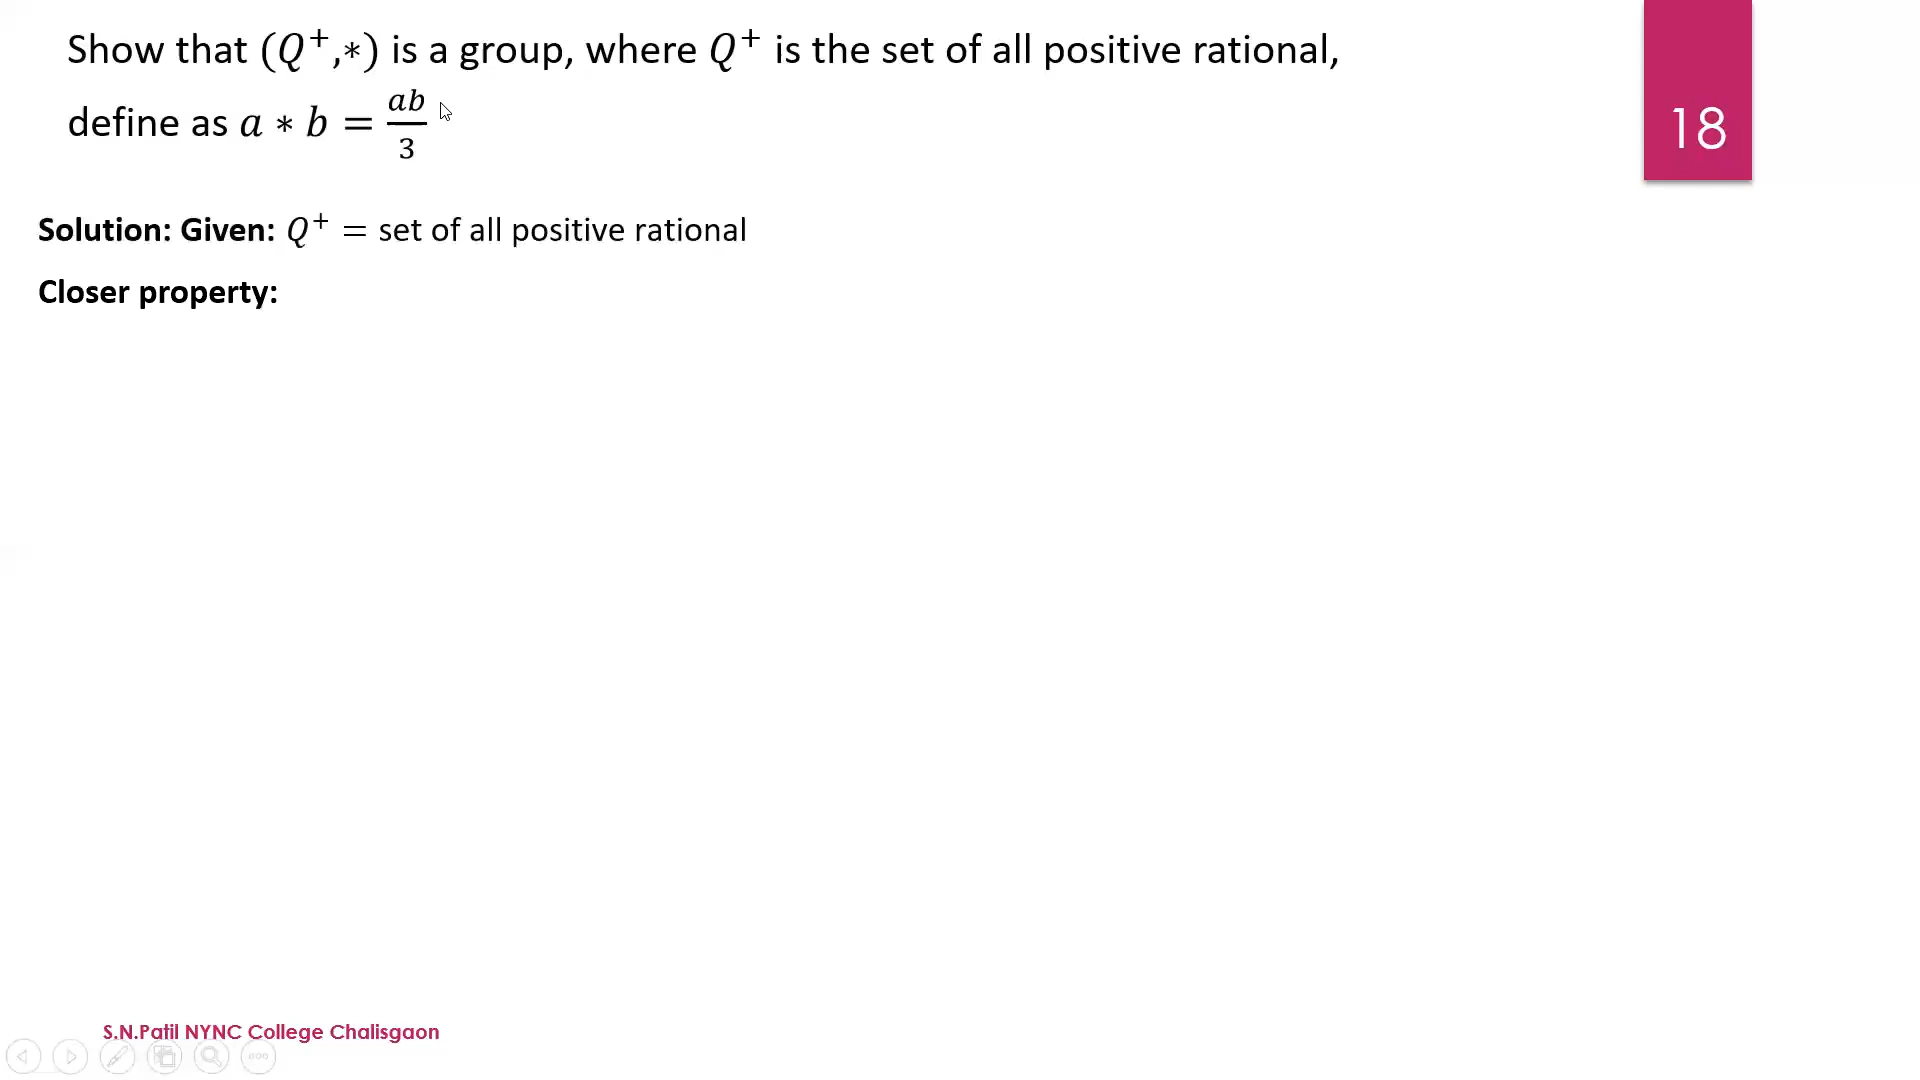 Show that (Q⁺,∗) is a group, where Q⁺ is the set of all positive rational,
define as a ∗ b = ab/3
18
Solution: Given: Q⁺ = set of all positive rational
Closer property:
S.N.Patil NYNC College Chalisgaon